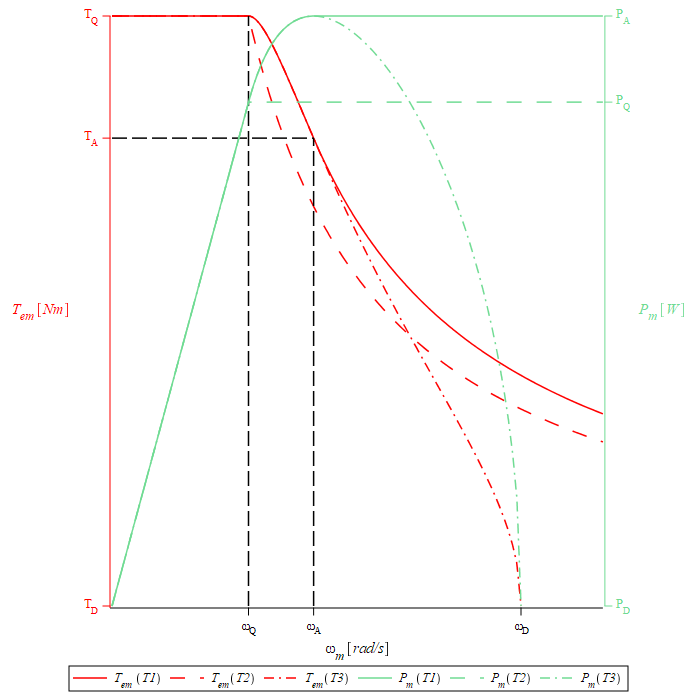 T_Q
P_A
P_Q
T_A
T_em [Nm]
P_m [W]
T_D
P_D
ω_Q
ω_A
ω_D
ω_m [rad/s]
T_em (T1)
T_em (T2)
T_em (T3)
P_m (T1)
P_m (T2)
P_m (T3)